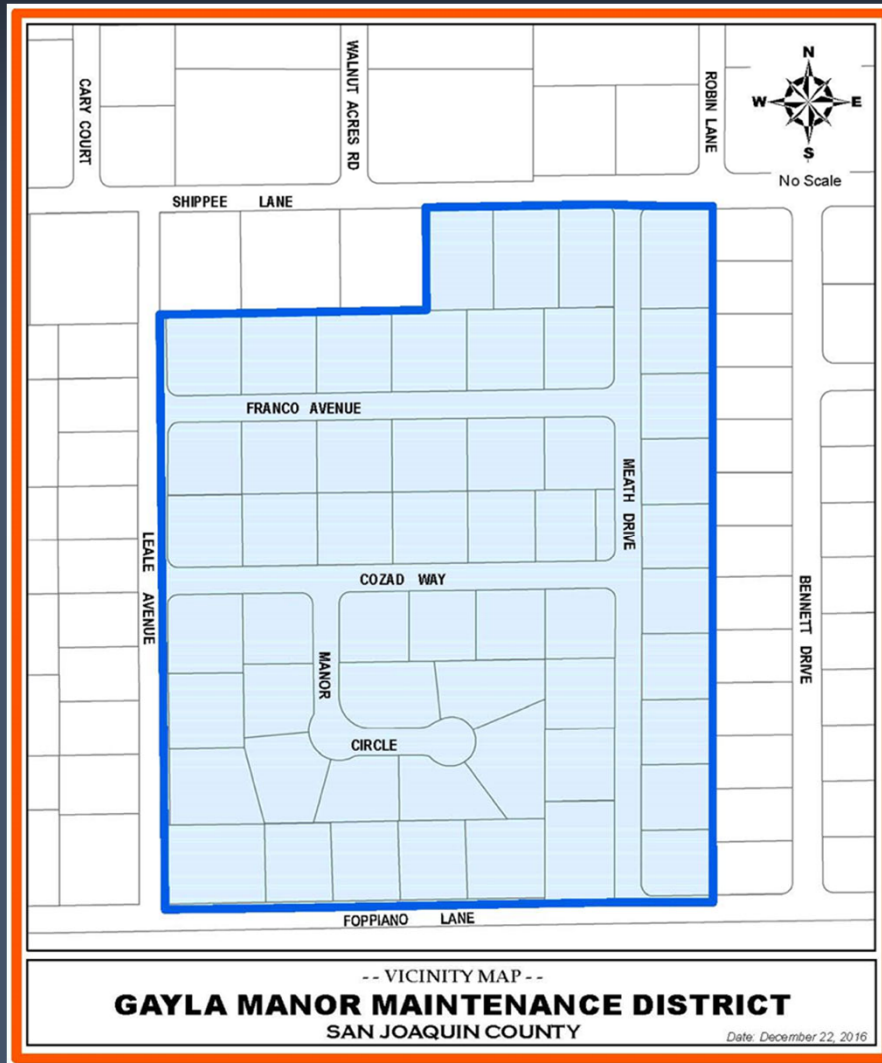 CARY COURT
WALNUT ACRES RD
ROBIN LANE
N
W E
S
No Scale
SHIPPEE LANE
FRANCO AVENUE
MEATH DRIVE
LEALE AVENUE
COZAD WAY
BENNETT DRIVE
MANOR
CIRCLE
FOPPIANO LANE
-- VICINITY MAP --
GAYLA MANOR MAINTENANCE DISTRICT
SAN JOAQUIN COUNTY
Date: December 22, 2016